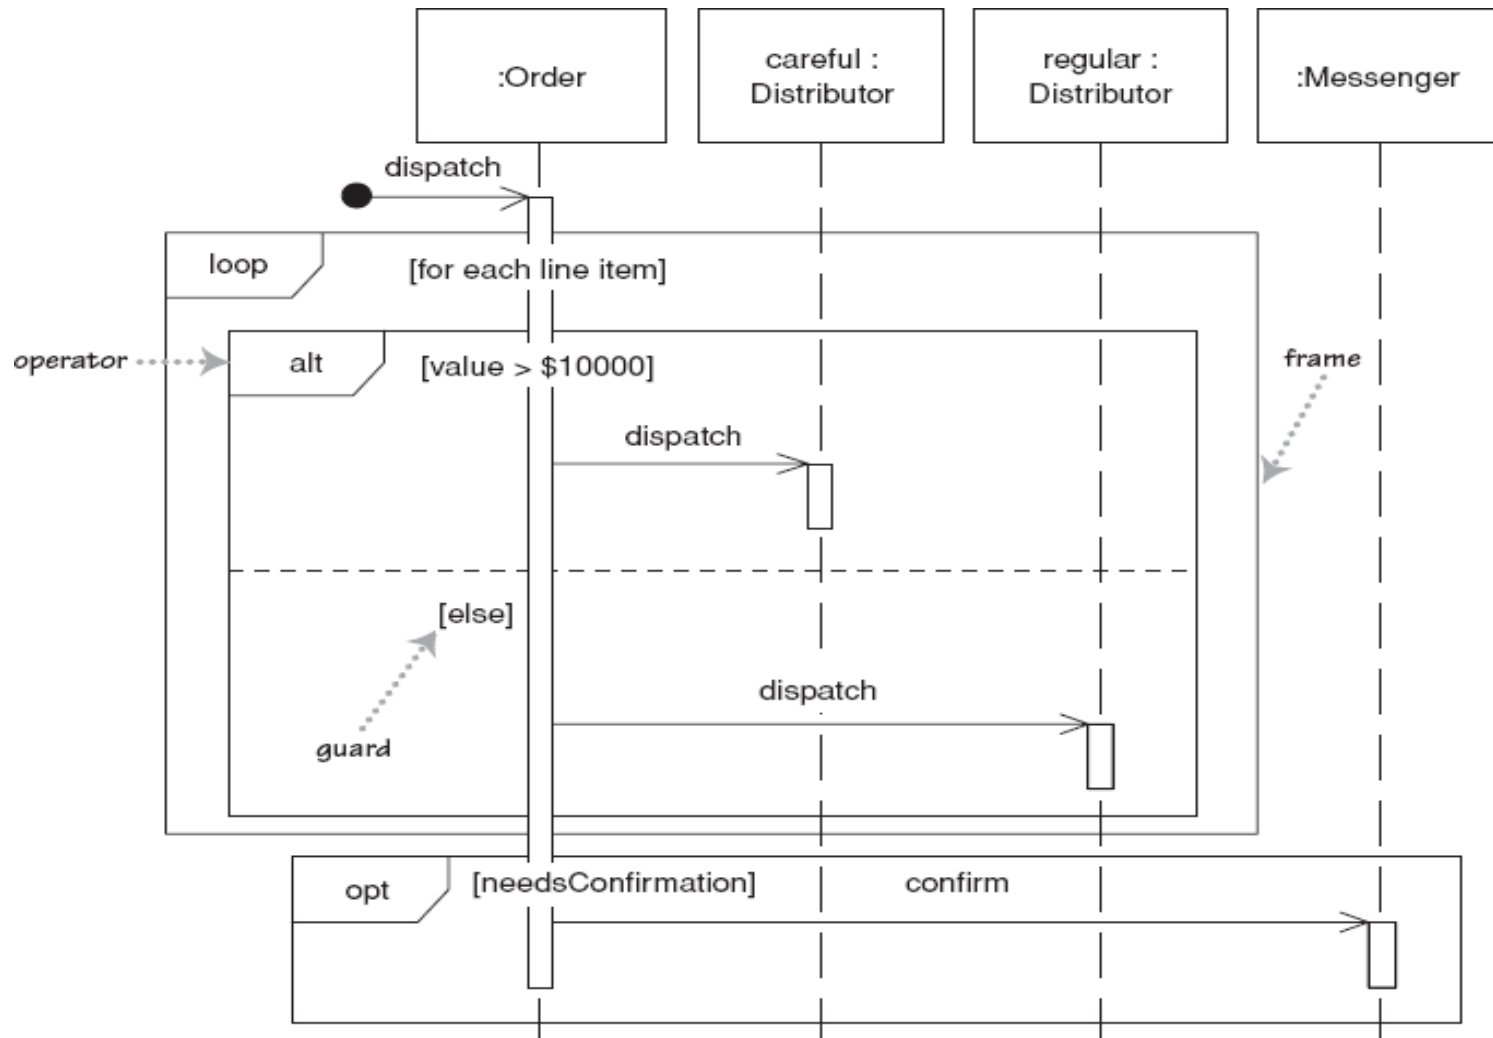 :Order
careful :
Distributor
regular :
Distributor
:Messenger
dispatch
loop
[for each line item]
operator
alt
[value > $10000]
frame
dispatch
[else]
dispatch
guard
opt
[needsConfirmation]
confirm